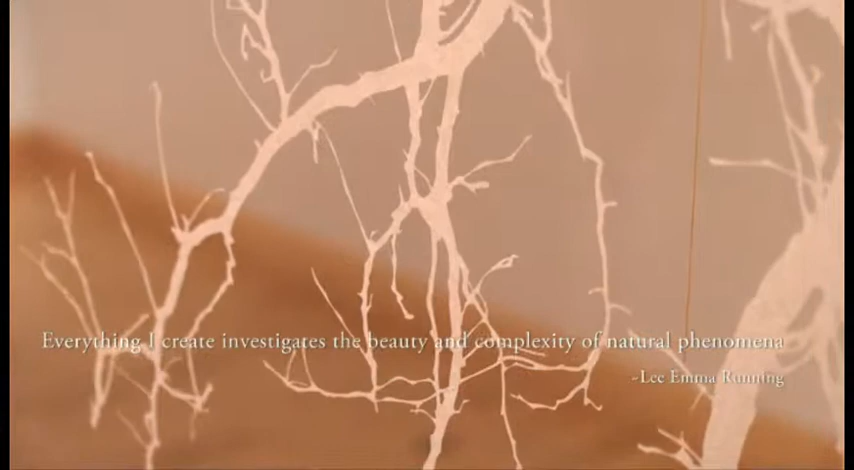 Everything I create investigates the beauty and complexity of natural phenomena
~Lee Emma Running